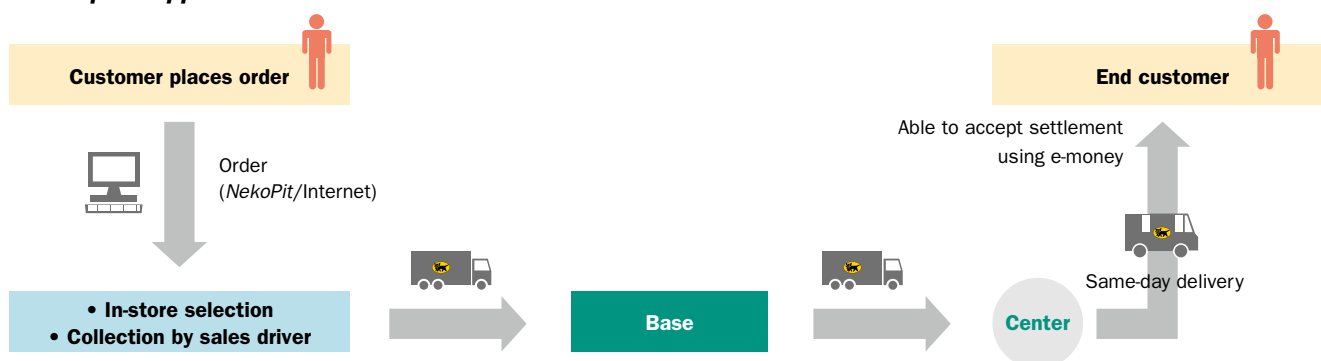 Customer places order
End customer
Able to accept settlement
using e-money
Order
(NekoPit/Internet)
Same-day delivery
• In-store selection
• Collection by sales driver
Base
Center